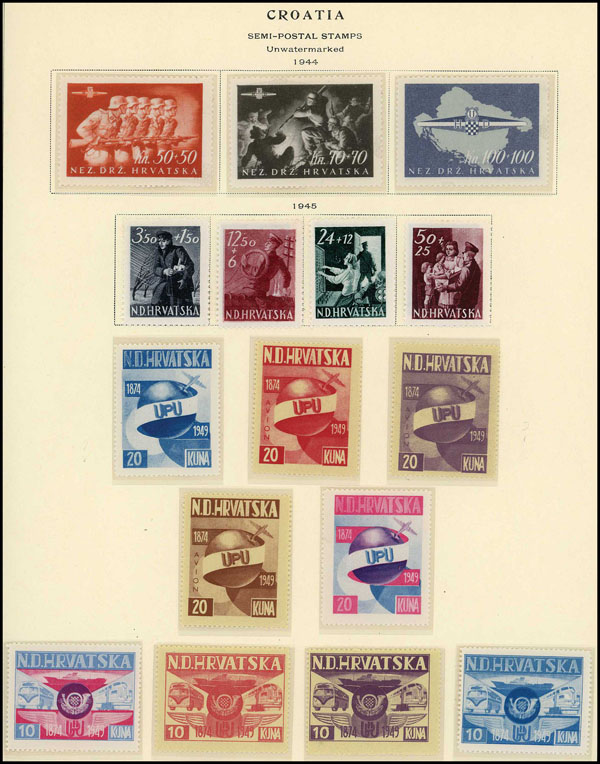 CROATIA
SEMI-POSTAL STAMPS
Unwatermarked
1944
kn. 50+50
NEZ. DRŽ. HRVATSKA
kn. 70+70
NEZ. DRŽ. HRVATSKA
H D
kn. 100+100
NEZ. DRŽ. HRVATSKA
1945
3.50 +1.50
N.D.HRVATSKA
12.50 + 6
N.D.HRVATSKA
24+12
N.D.HRVATSKA
50+ 25
N.D.HRVATSKA
N.D.HRVATSKA
1874
UPU
1949
20 KUNA
N.D.HRVATSKA
1874
AVION
UPU
1949
20 KUNA
N.D.HRVATSKA
1874
AVION
UPU
1949
20 KUNA
N.D.HRVATSKA
1874
AVION
UPU
1949
20 KUNA
N.D.HRVATSKA
1874
UPU
1949
20 KUNA
N.D.HRVATSKA
10 1874 UPU 1949
N.D.HRVATSKA
10 1874 UPU 1949
N.D.HRVATSKA
10 1874 UPU 1949
N.D.HRVATSKA
10 1874 UPU 1949